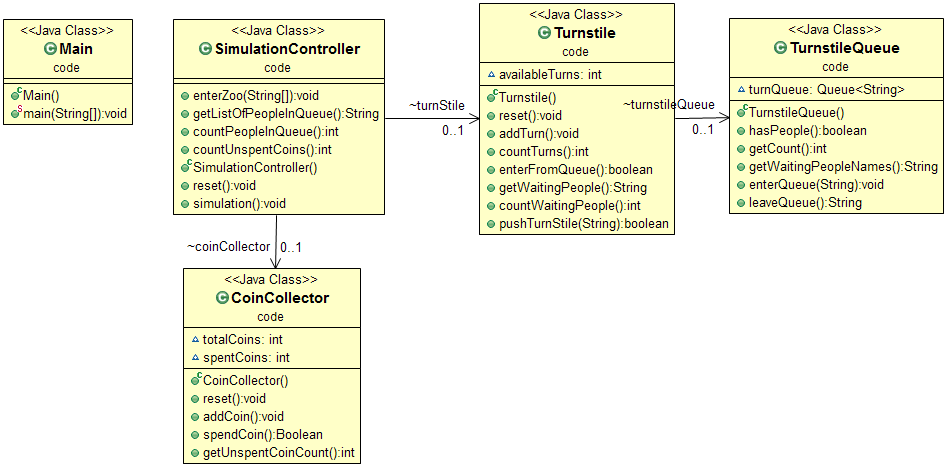 <<Java Class>>
Main
code
Main()
main(String[]):void
<<Java Class>>
SimulationController
code
enterZoo(String[]):void
getListOfPeopleInQueue():String
countPeopleInQueue():int
countUnspentCoins():int
SimulationController()
reset():void
simulation():void
~turnStile
0..1
<<Java Class>>
Turnstile
code
availableTurns: int
Turnstile()
reset():void
addTurn():void
countTurns():int
enterFromQueue():boolean
getWaitingPeople():String
countWaitingPeople():int
pushTurnStile(String):boolean
~turnstileQueue
0..1
<<Java Class>>
TurnstileQueue
code
turnQueue: Queue<String>
TurnstileQueue()
hasPeople():boolean
getCount():int
getWaitingPeopleNames():String
enterQueue(String):void
leaveQueue():String
~coinCollector
0..1
<<Java Class>>
CoinCollector
code
totalCoins: int
spentCoins: int
CoinCollector()
reset():void
addCoin():void
spendCoin():Boolean
getUnspentCoinCount():int